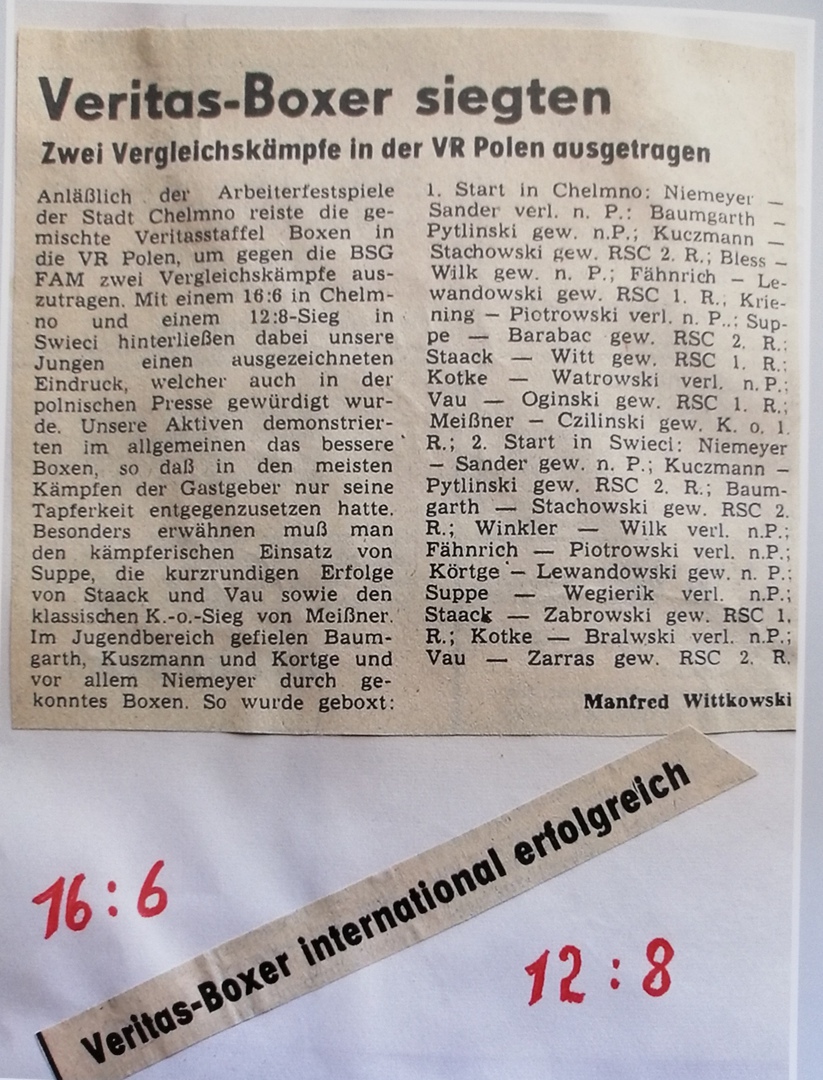 Veritas-Boxer siegten
Zwei Vergleichskämpfe in der VR Polen ausgetragen
Anläßlich der Arbeiterfestspiele
der Stadt Chelmno reiste die ge-
mischte Veritasstaffel Boxen in
die VR Polen, um gegen die BSG
FAM zwei Vergleichskämpfe aus-
zutragen. Mit einem 16:6 in Chelm-
no und einem 12:8-Sieg in
Swieci hinterließen dabei unsere
Jungen einen ausgezeichneten
Eindruck, welcher auch in der
polnischen Presse gewürdigt wur-
de. Unsere Aktiven demonstrier-
ten im allgemeinen das bessere
Boxen, so daß in den meisten
Kämpfen der Gastgeber nur seine
Tapferkeit entgegenzusetzen hatte.
Besonders erwähnen muß man
den kämpferischen Einsatz von
Suppe, die kurzrundigen Erfolge
von Staack und Vau sowie den
klassischen K.-o.-Sieg von Meißner.
Im Jugendbereich gefielen Baum-
garth, Kuszmann und Kortge und
vor allem Niemeyer durch ge-
konntes Boxen. So wurde geboxt:
1. Start in Chelmno: Niemeyer —
Sander verl. n. P.: Baumgarth —
Pytlinski gew. n.P.; Kuczmann —
Stachowski gew. RSC 2. R.; Bless —
Wilk gew. n. P.; Fähnrich — Le-
wandowski gew. RSC 1. R., Krie-
ning — Piotrowski verl. n. P..: Sup-
pe — Barabac gew. RSC 2. R.;
Staack — Witt gew. RSC 1. R.;
Kotke — Watrowski verl. n.P.;
Vau — Oginski gew. RSC 1. R.;
Meißner — Czilinski gew. K. o. 1.
R.; 2. Start in Swieci: Niemeyer
— Sander gew. n. P.; Kuczmann —
Pytlinski gew. RSC 2. R.; Baum-
garth — Stachowski gew. RSC 2.
R.; Winkler — Wilk verl. n.P.;
Fähnrich — Piotrowski verl. n.P.;
Körtge — Lewandowski gew. n. P.;
Suppe — Wegierik verl. n.P.;
Staack — Zabrowski gew. RSC 1.
R.; Kotke — Bralwski verl. n.P.;
Vau — Zarras gew. RSC 2. R.
Manfred Wittkowski
Veritas-Boxer international erfolgreich
16:6
12:8